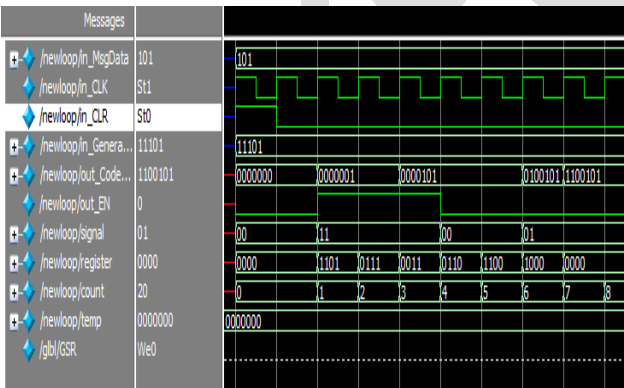 Messages
/newloop/in_MsgData 101 101
/newloop/in_CLK St1
/newloop/in_CLR St0
/newloop/in_Genera... 11101 11101
/newloop/out_Code... 1100101 0000000 0000001 0000101 0100101 1100101
/newloop/out_EN 0
/newloop/signal 01 00 11 00 01
/newloop/register 0000 0000 1101 0111 0011 0110 1100 1000 0000
/newloop/count 20 0 1 2 3 4 5 6 7 8
/newloop/temp 0000000 0000000
/glbl/GSR We0